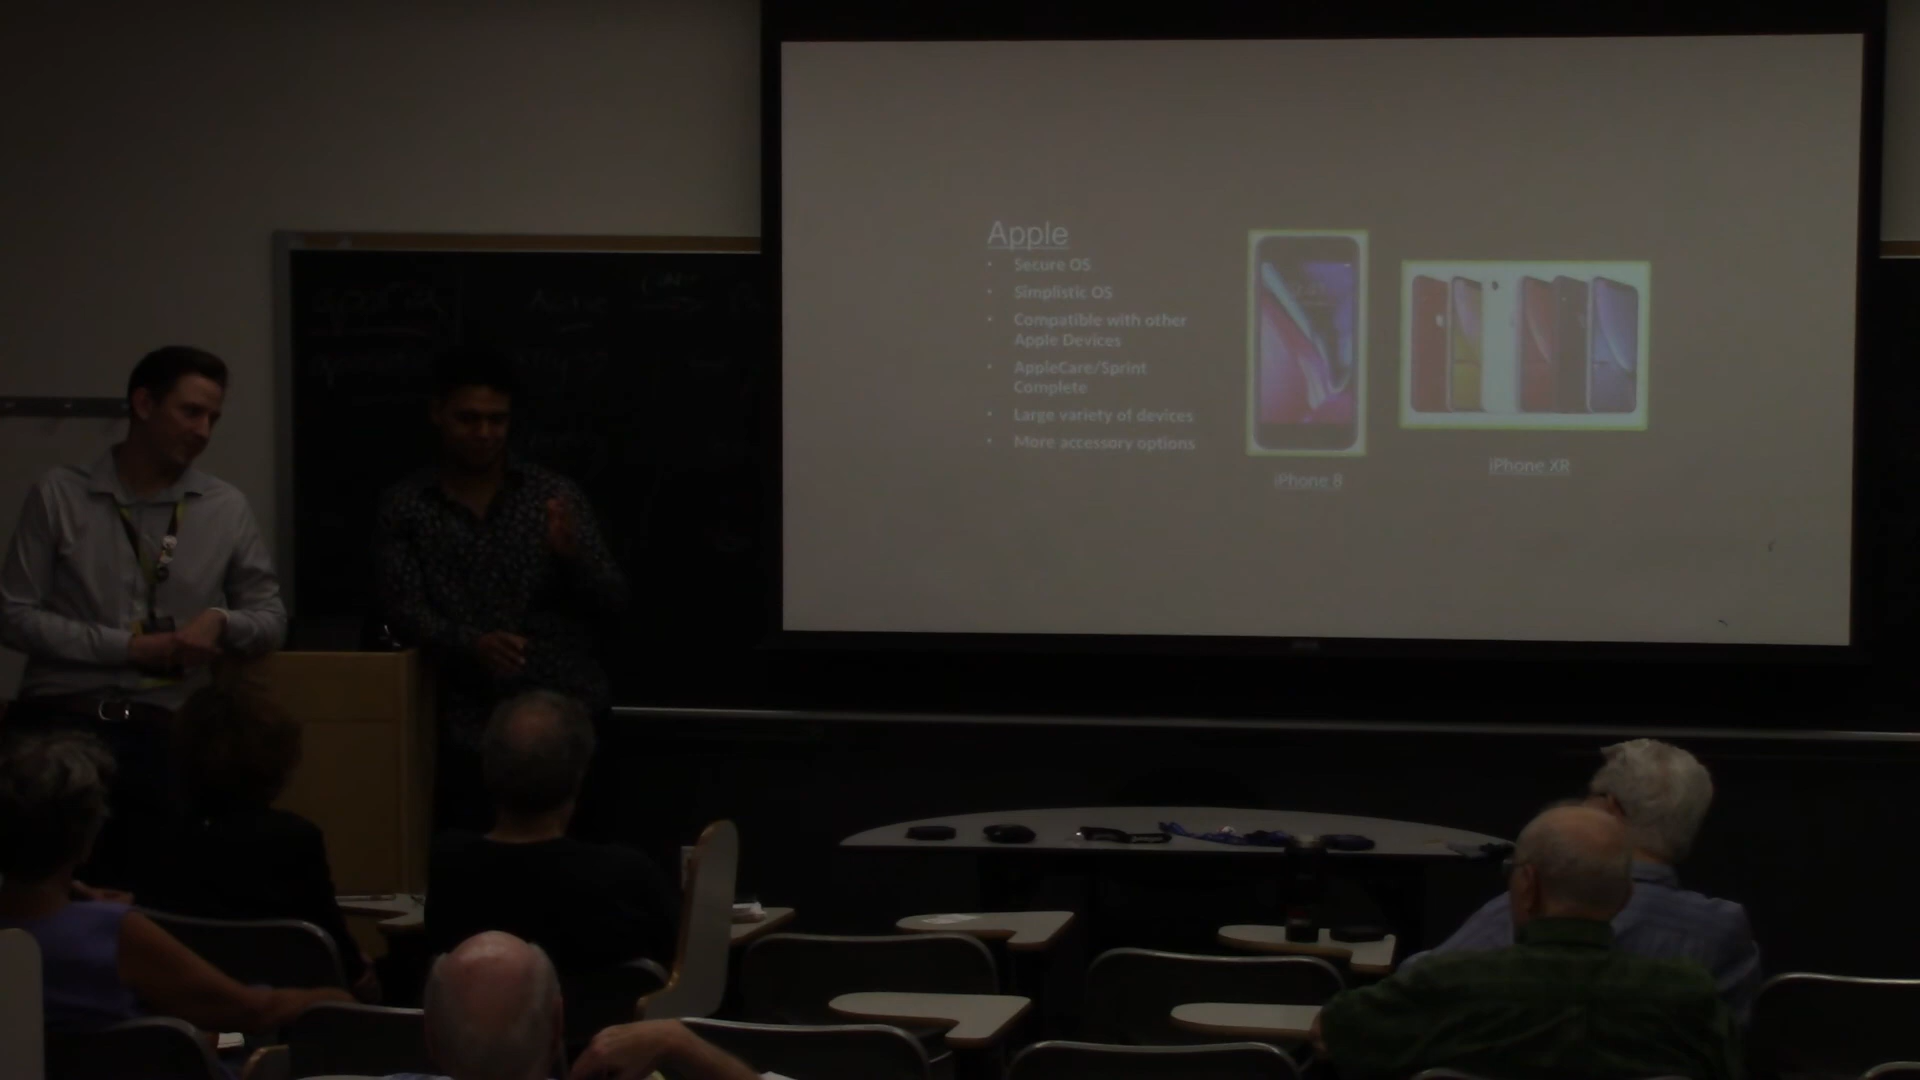 Apple
• Secure OS
• Simplistic OS
• Compatible with other
Apple Devices
• AppleCare/Sprint
Complete
• Large variety of devices
• More accessory options
iPhone 8
iPhone XR